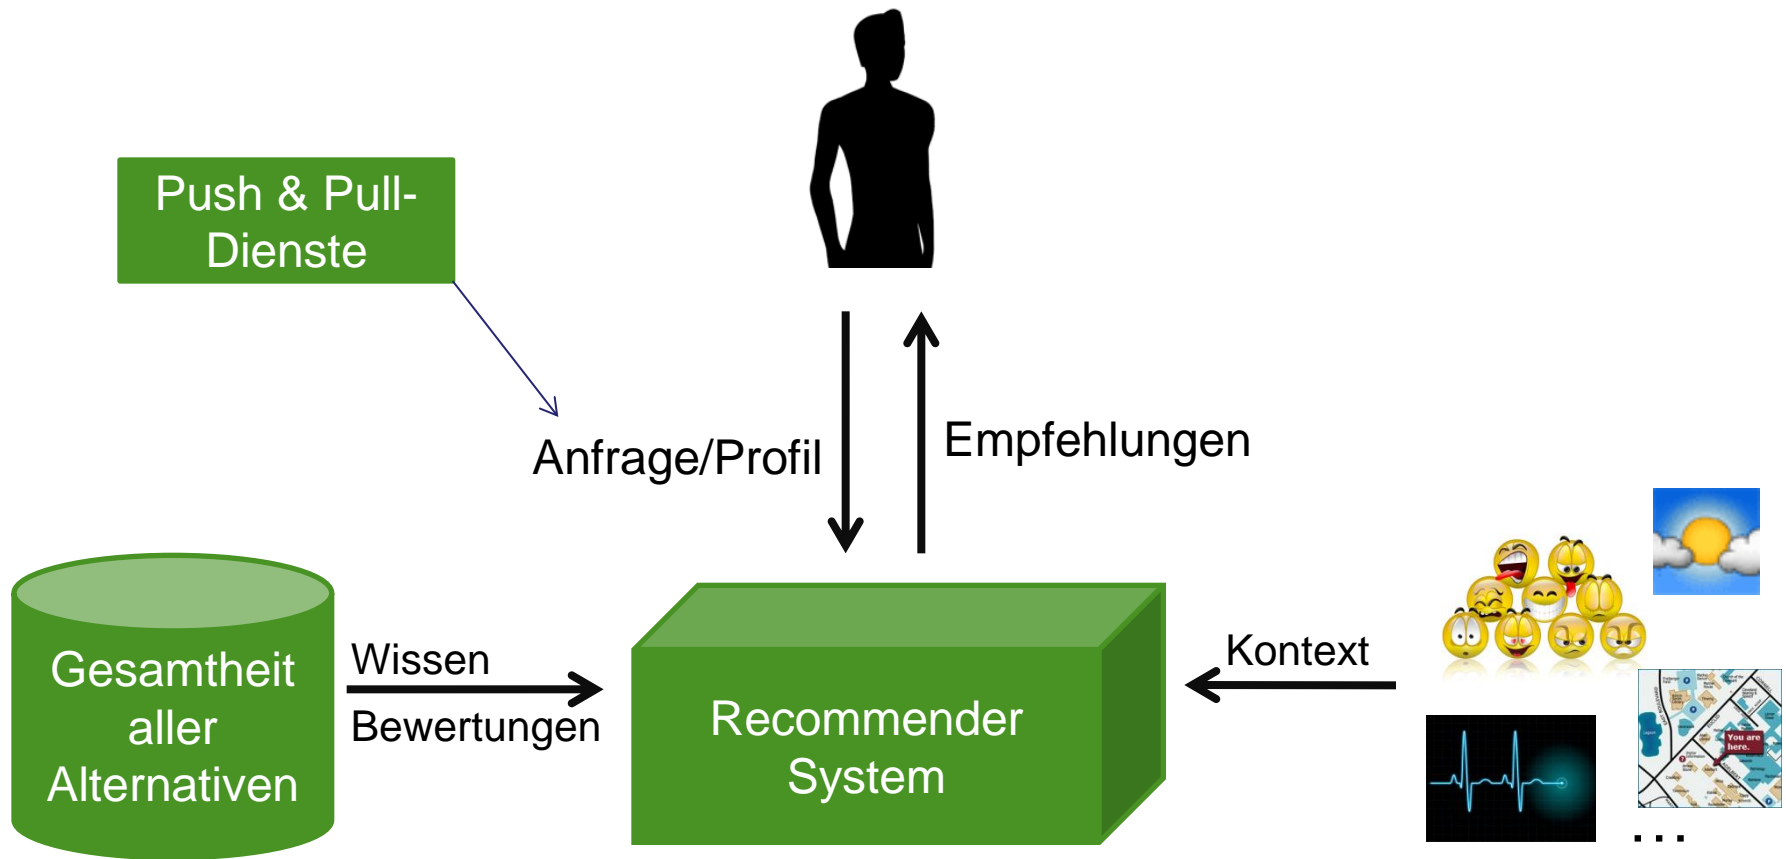 Push & Pull-
Dienste
Anfrage/Profil
Empfehlungen
Gesamtheit
aller
Alternativen
Wissen
Bewertungen
Recommender
System
Kontext
You are
here.
...